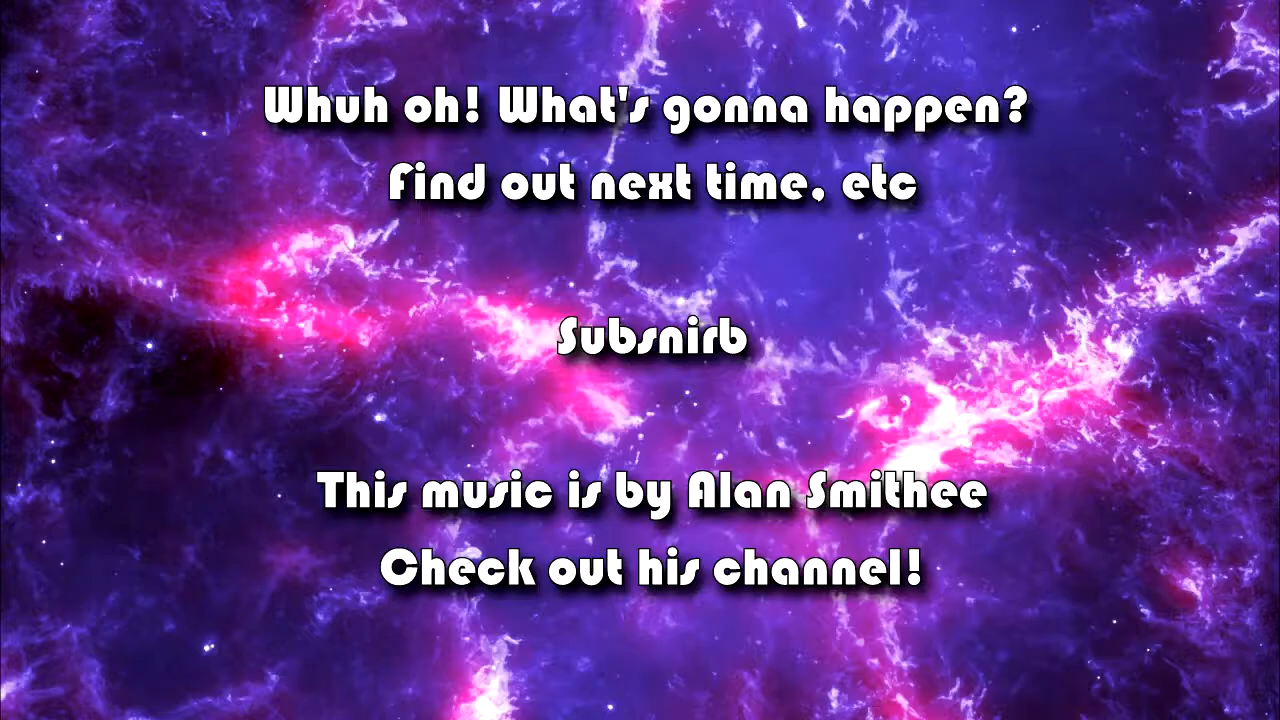 Whuh oh! What's gonna happen?
Find out next time, etc
Subsnirb
This music is by Alan Smithee
Check out his channel!